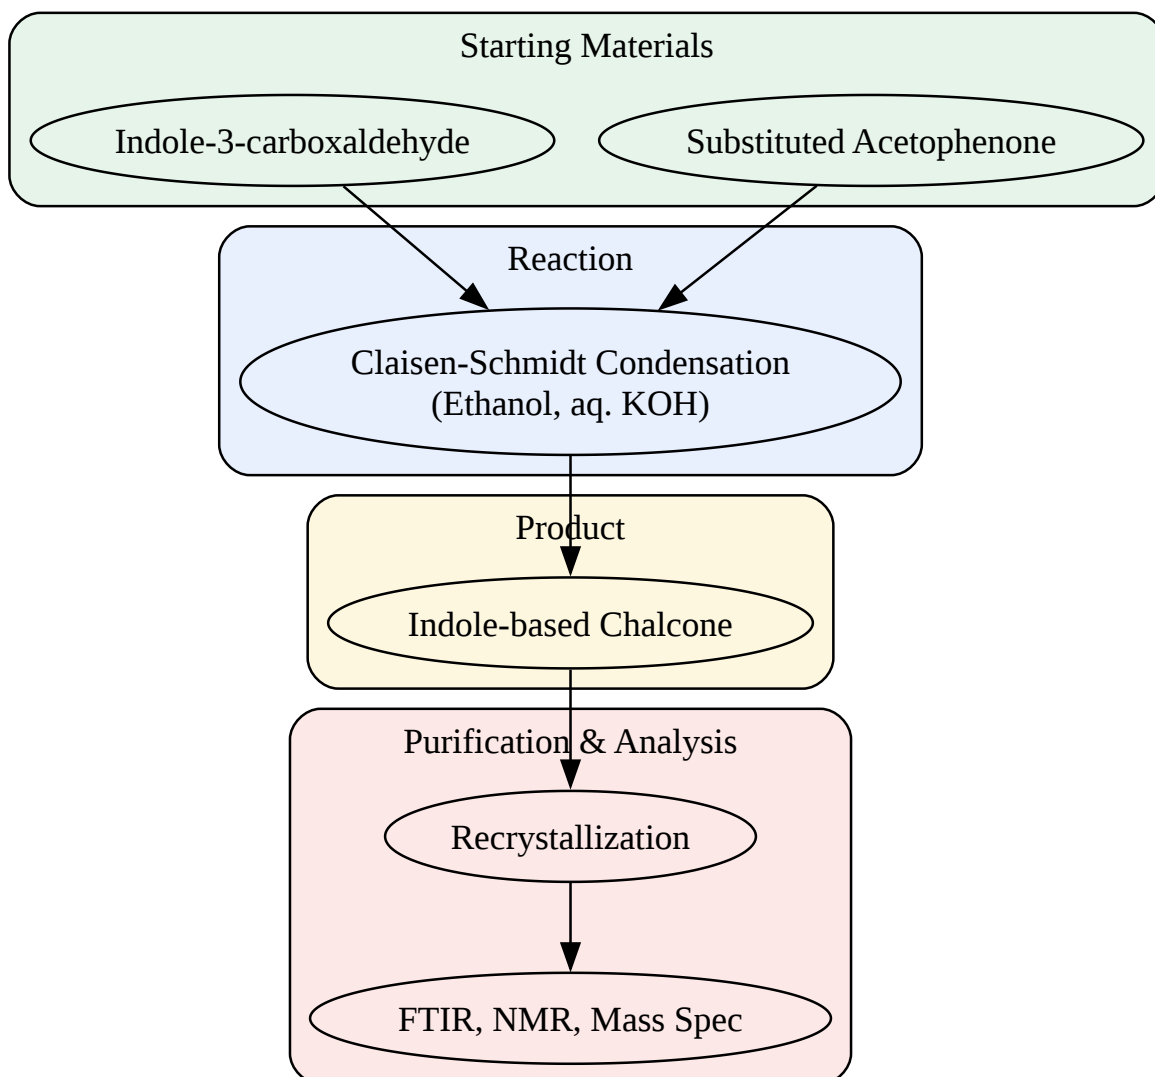 Starting Materials
Indole-3-carboxaldehyde
Substituted Acetophenone
Reaction
Claisen-Schmidt Condensation
(Ethanol, aq. KOH)
Product
Indole-based Chalcone
Purification & Analysis
Recrystallization
FTIR, NMR, Mass Spec